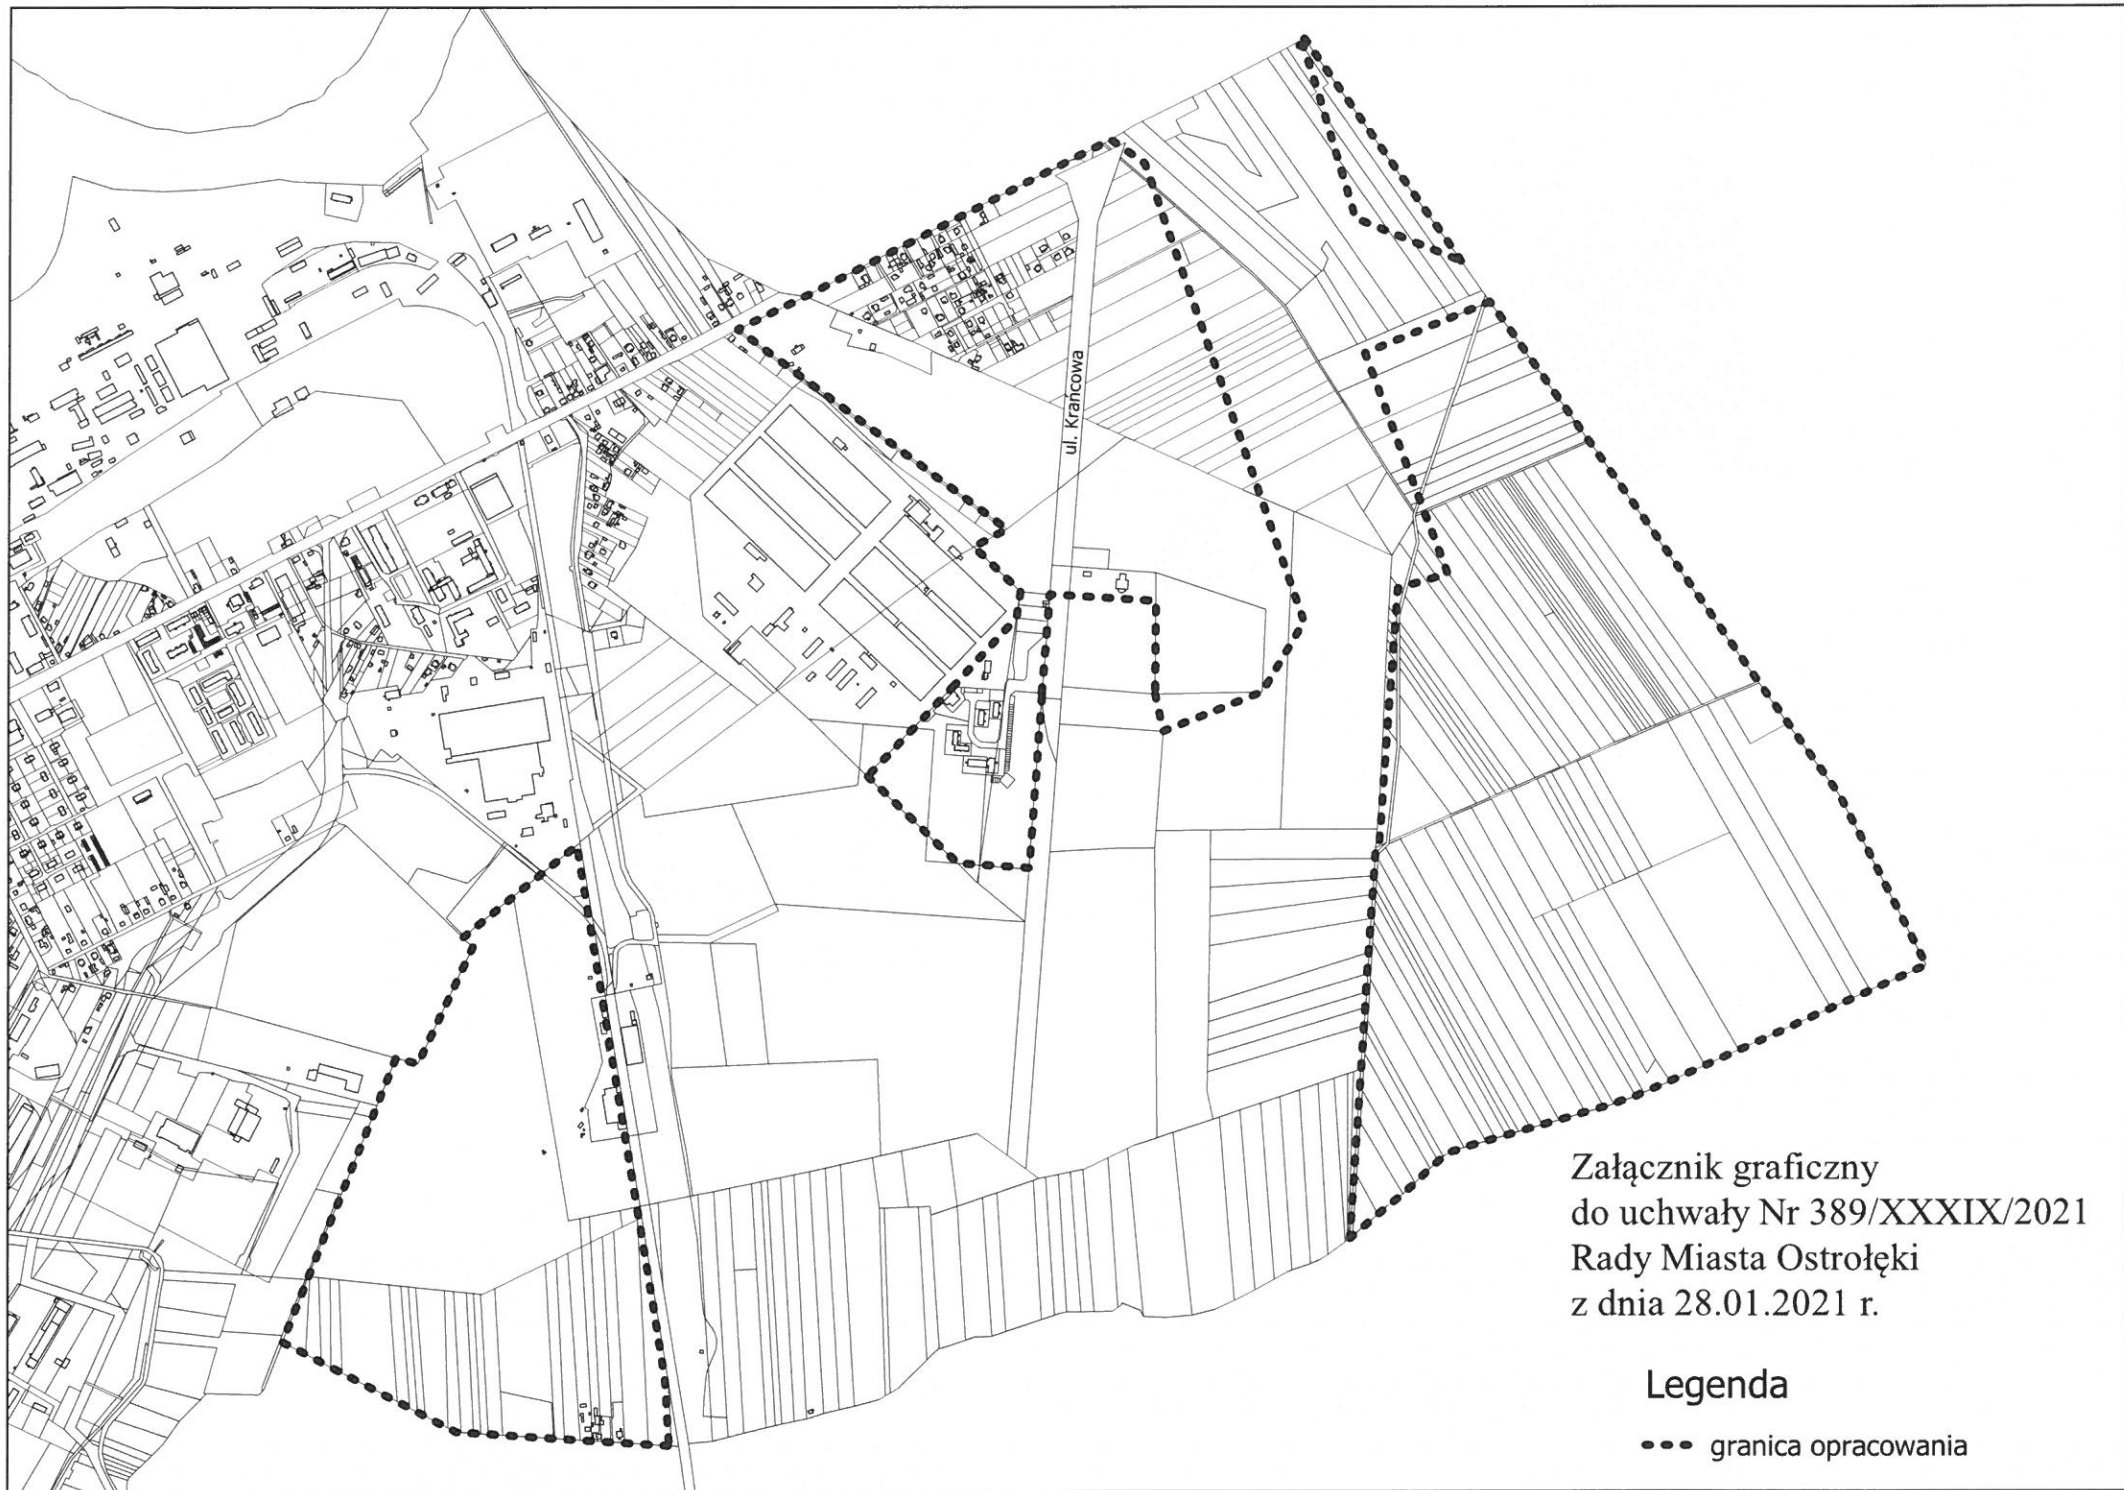 ul. Krańcowa
Załącznik graficzny
do uchwały Nr 389/XXXIX/2021
Rady Miasta Ostrołęki
z dnia 28.01.2021 r.
Legenda
granica opracowania